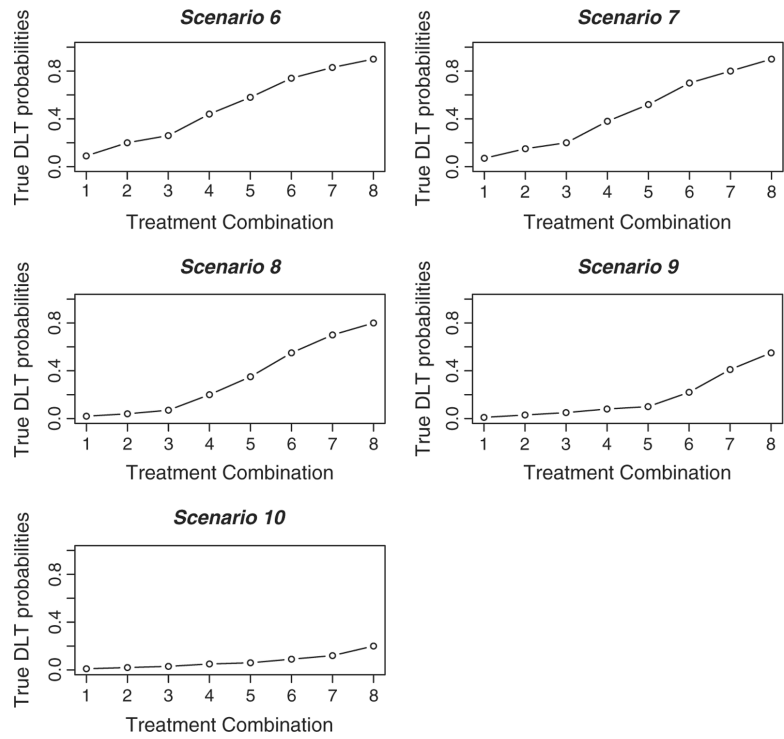 Scenario 6
True DLT probabilities
0.8
0.4
0.0
1 2 3 4 5 6 7 8
Treatment Combination
Scenario 7
True DLT probabilities
0.8
0.4
0.0
1 2 3 4 5 6 7 8
Treatment Combination
Scenario 8
True DLT probabilities
0.8
0.4
0.0
1 2 3 4 5 6 7 8
Treatment Combination
Scenario 9
True DLT probabilities
0.8
0.4
0.0
1 2 3 4 5 6 7 8
Treatment Combination
Scenario 10
True DLT probabilities
0.8
0.4
0.0
1 2 3 4 5 6 7 8
Treatment Combination